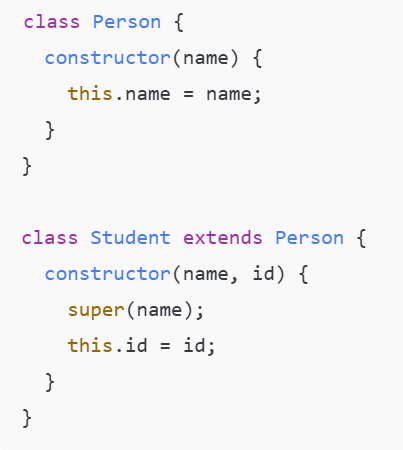 class Person {
  constructor(name) {
    this.name = name;
  }
}

class Student extends Person {
  constructor(name, id) {
    super(name);
    this.id = id;
  }
}